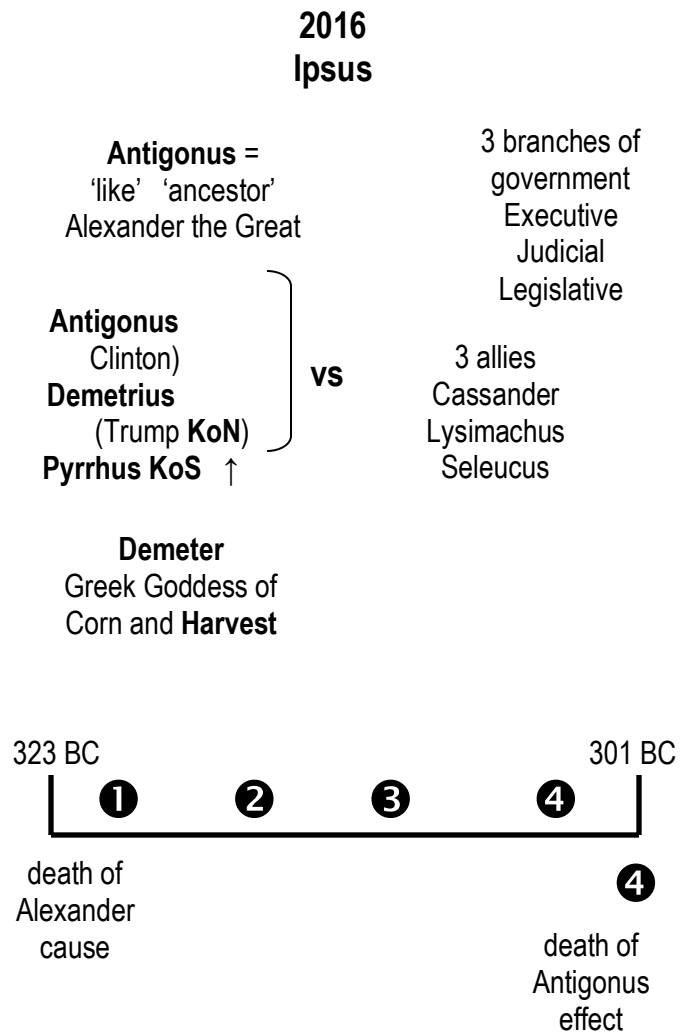 2016
Ipsus
Antigonus =
‘like’ ‘ancestor’
Alexander the Great
3 branches of
government
Executive
Judicial
Legislative
Antigonus
Clinton)
Demetrius
(Trump KoN)
Pyrrhus KoS ↑
vs
3 allies
Cassander
Lysimachus
Seleucus
Demeter
Greek Goddess of
Corn and Harvest
323 BC
301 BC
❶ ❷ ❸ ❹
death of
Alexander
cause
❹
death of
Antigonus
effect